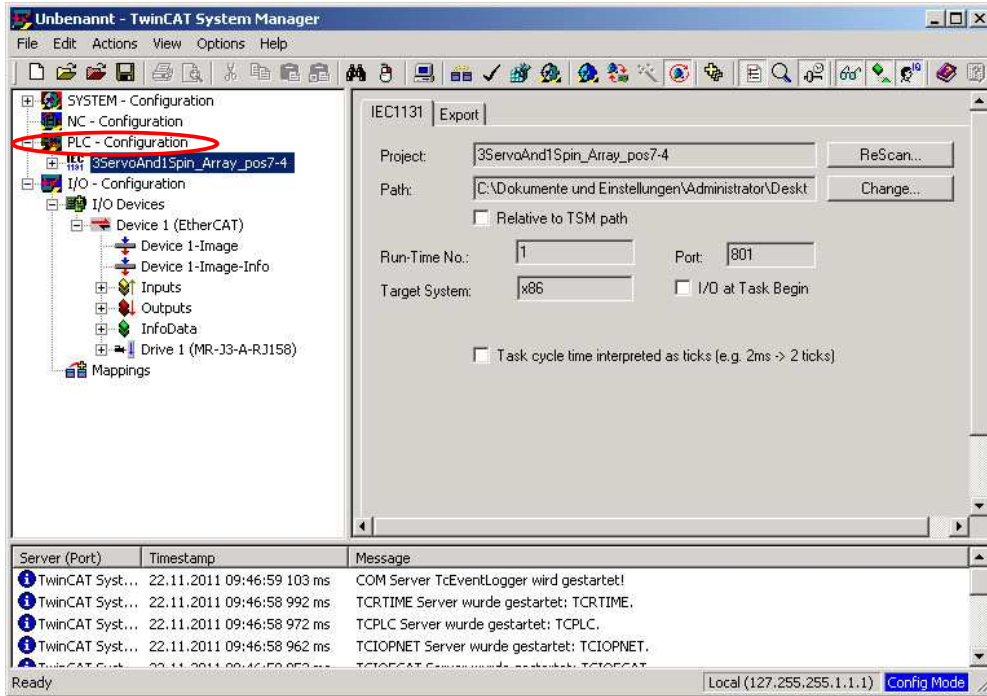 Unbenannt - TwinCAT System Manager
File Edit Actions View Options Help
SYSTEM - Configuration
NC - Configuration
PLC - Configuration
IEC 1131 3ServoAnd1Spin_Array_pos7-4
I/O - Configuration
I/O Devices
Device 1 (EtherCAT)
Device 1-Image
Device 1-Image-Info
Inputs
Outputs
InfoData
Drive 1 (MR-J3-A-RJ158)
Mappings
IEC1131 Export
Project: 3ServoAnd1Spin_Array_pos7-4 ReScan...
Path: C:\Dokumente und Einstellungen\Administrator\Deskt Change...
Relative to TSM path
Run-Time No.: 1 Port: 801
Target System: x86 I/O at Task Begin
Task cycle time interpreted as ticks (e.g. 2ms -> 2 ticks)
Server (Port) Timestamp Message
TwinCAT Syst... 22.11.2011 09:46:59 103 ms COM Server TcEventLogger wird gestartet!
TwinCAT Syst... 22.11.2011 09:46:58 992 ms TCRTIME Server wurde gestartet: TCRTIME.
TwinCAT Syst... 22.11.2011 09:46:58 972 ms TCPLC Server wurde gestartet: TCPLC.
TwinCAT Syst... 22.11.2011 09:46:58 962 ms TCIOPNET Server wurde gestartet: TCIOPNET.
Ready Local (127.255.255.1.1.1) Config Mode